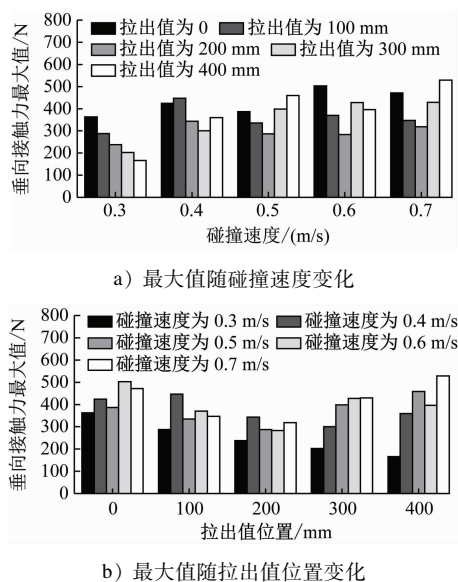 垂向接触力最大值/N
800
700
600
500
400
300
200
100
0
拉出值为 0 拉出值为 100 mm
拉出值为 200 mm 拉出值为 300 mm
拉出值为 400 mm
0.3 0.4 0.5 0.6 0.7
碰撞速度/(m/s)
a）最大值随碰撞速度变化
垂向接触力最大值/N
800
700
600
500
400
300
200
100
0
碰撞速度为 0.3 m/s 碰撞速度为 0.4 m/s
碰撞速度为 0.5 m/s 碰撞速度为 0.6 m/s
碰撞速度为 0.7 m/s
0 100 200 300 400
拉出值位置/mm
b）最大值随拉出值位置变化